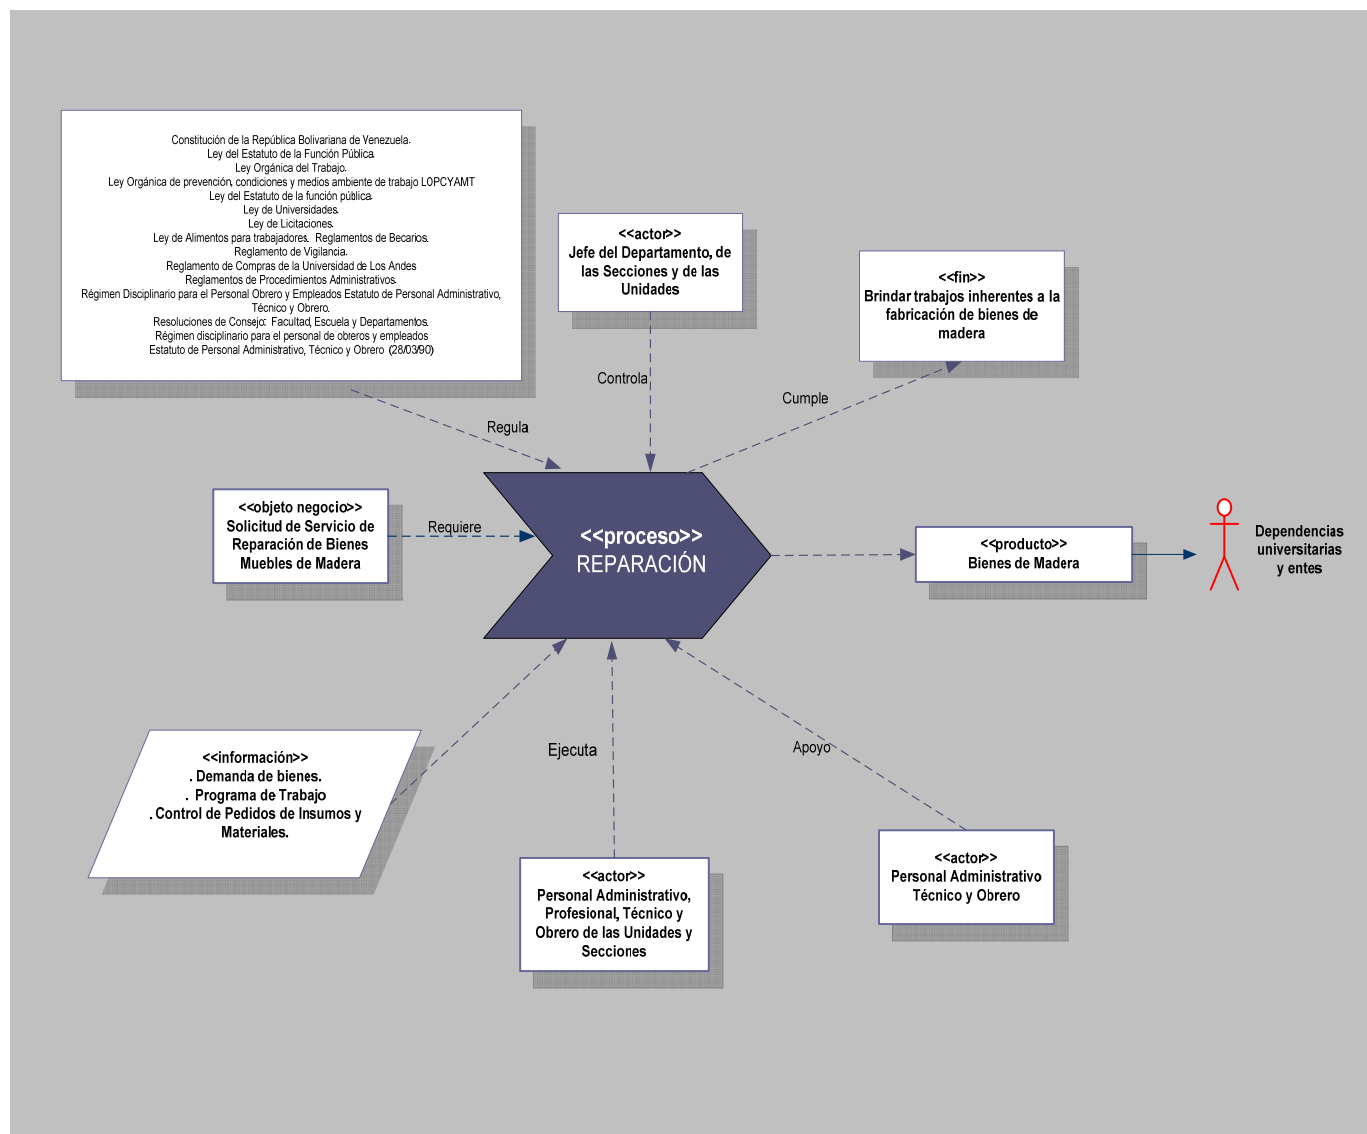 Constitución de la República Bolivariana de Venezuela.
Ley del Estatuto de la Función Pública.
Ley Orgánica del Trabajo.
Ley Orgánica de prevención, condiciones y medios ambiente de trabajo LOPCYAMT
Ley del Estatuto de la función pública.
Ley de Universidades.
Ley de Licitaciones.
Ley de Alimentos para trabajadores. Reglamentos de Becarios.
Reglamento de Vigilancia.
Reglamento de Compras de la Universidad de Los Andes
Reglamentos de Procedimientos Administrativos.
Régimen Disciplinario para el Personal Obrero y Empleados Estatuto de Personal Administrativo,
Técnico y Obrero.
Resoluciones de Consejo: Facultad, Escuela y Departamentos.
Régimen disciplinario para el personal de obreros y empleados
Estatuto de Personal Administrativo, Técnico y Obrero (28/03/90)
<<actor>>
Jefe del Departamento, de
las Secciones y de las
Unidades
<<fin>>
Brindar trabajos inherentes a la
fabricación de bienes de
madera
Controla
Cumple
Regula
<<objeto negocio>>
Solicitud de Servicio de
Reparación de Bienes
Muebles de Madera
Requiere
<<proceso>>
REPARACIÓN
<<producto>>
Bienes de Madera
Dependencias
universitarias
y entes
<<información>>
. Demanda de bienes.
. Programa de Trabajo
. Control de Pedidos de Insumos y
Materiales.
Ejecuta
Apoyo
<<actor>>
Personal Administrativo,
Profesional, Técnico y
Obrero de las Unidades y
Secciones
<<actor>>
Personal Administrativo
Técnico y Obrero